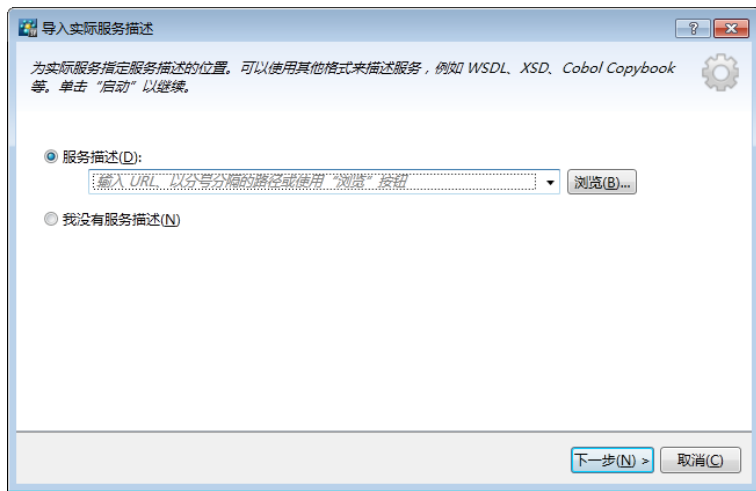 导入实际服务描述
为实际服务指定服务描述的位置。可以使用其他格式来描述服务，例如 WSDL、XSD、Cobol Copybook
等。单击“启动”以继续。
服务描述(D):
输入 URL、以分号分隔的路径或使用“浏览”按钮
浏览(B)...
我没有服务描述(N)
下一步(N) >
取消(C)